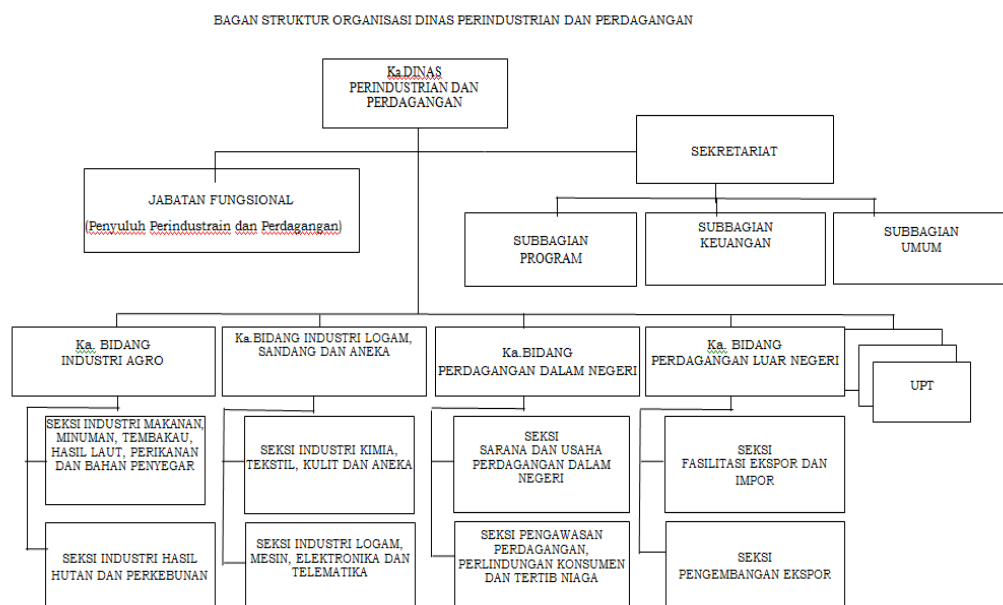 BAGAN STRUKTUR ORGANISASI DINAS PERINDUSTRIAN DAN PERDAGANGAN
Ka.DINAS
PERINDUSTRIAN DAN
PERDAGANGAN
SEKRETARIAT
JABATAN FUNGSIONAL
(Penyuluh Perindustrain dan Perdagangan)
SUBBAGIAN
PROGRAM
SUBBAGIAN
KEUANGAN
SUBBAGIAN
UMUM
Ka. BIDANG
INDUSTRI AGRO
Ka.BIDANG INDUSTRI LOGAM,
SANDANG DAN ANEKA
Ka.BIDANG
PERDAGANGAN DALAM NEGERI
Ka. BIDANG
PERDAGANGAN LUAR NEGERI
UPT
SEKSI INDUSTRI MAKANAN,
MINUMAN, TEMBAKAU,
HASIL LAUT, PERIKANAN
DAN BAHAN PENYEGAR
SEKSI INDUSTRI KIMIA,
TEKSTIL, KULIT DAN ANEKA
SEKSI
SARANA DAN USAHA
PERDAGANGAN DALAM
NEGERI
SEKSI
FASILITASI EKSPOR DAN
IMPOR
SEKSI INDUSTRI HASIL
HUTAN DAN PERKEBUNAN
SEKSI INDUSTRI LOGAM,
MESIN, ELEKTRONIKA DAN
TELEMATIKA
SEKSI PENGAWASAN
PERDAGANGAN,
PERLINDUNGAN KONSUMEN
DAN TERTIB NIAGA
SEKSI
PENGEMBANGAN EKSPOR